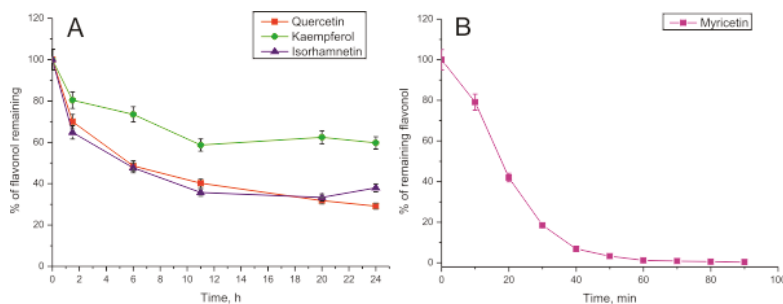 A
Quercetin
Kaempferol
Isorhamnetin
% of flavonol remaining
120
100
80
60
40
20
0
0 2 4 6 8 10 12 14 16 18 20 22 24
Time, h
B
Myricetin
% of remaining flavonol
120
100
80
60
40
20
0
0 20 40 60 80 100
Time, min